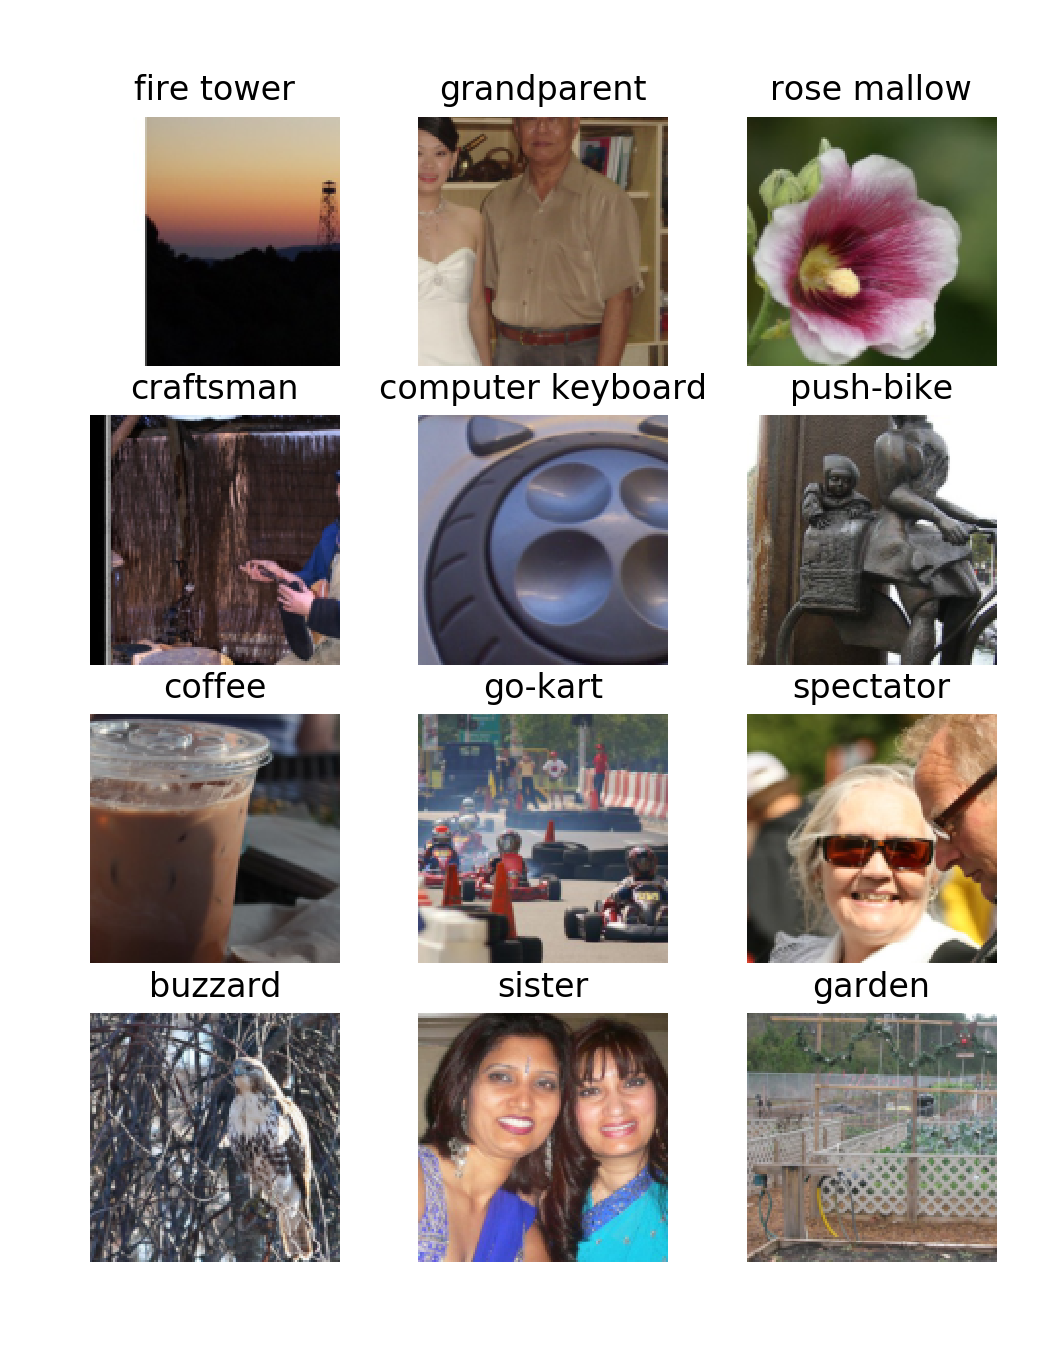 fire tower
grandparent
rose mallow
craftsman
computer keyboard
push-bike
coffee
go-kart
spectator
buzzard
sister
garden